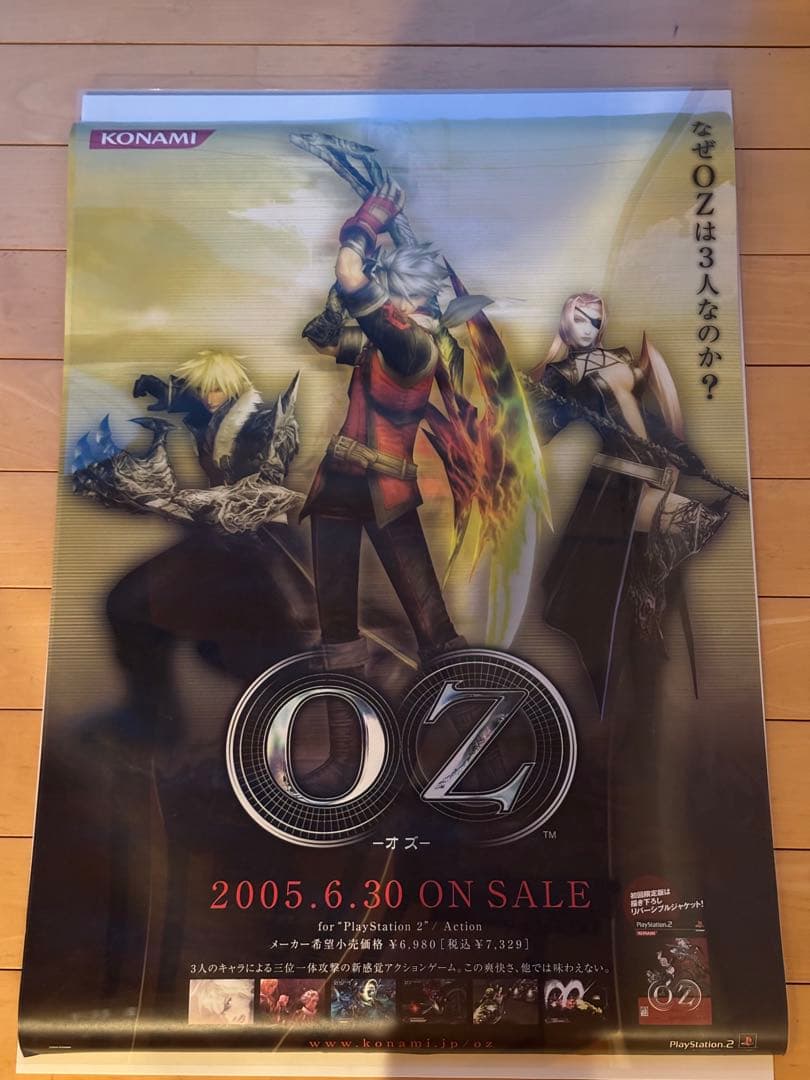 KONAMI
なぜOZは3人なのか?
OZ
TM
-オズ-
2005.6.30 ON SALE
for "PlayStation 2" / Action
メーカー希望小売価格 ¥6,980 [税込 ¥7,329]
3人のキャラによる三位一体攻撃の新感覚アクションゲーム。この爽快さ、他では味わえない。
初回限定版は
描き下ろし
リバーシブルジャケット!
PlayStation.2
KONAMI
OZ
www.konami.jp/oz
PlayStation.2